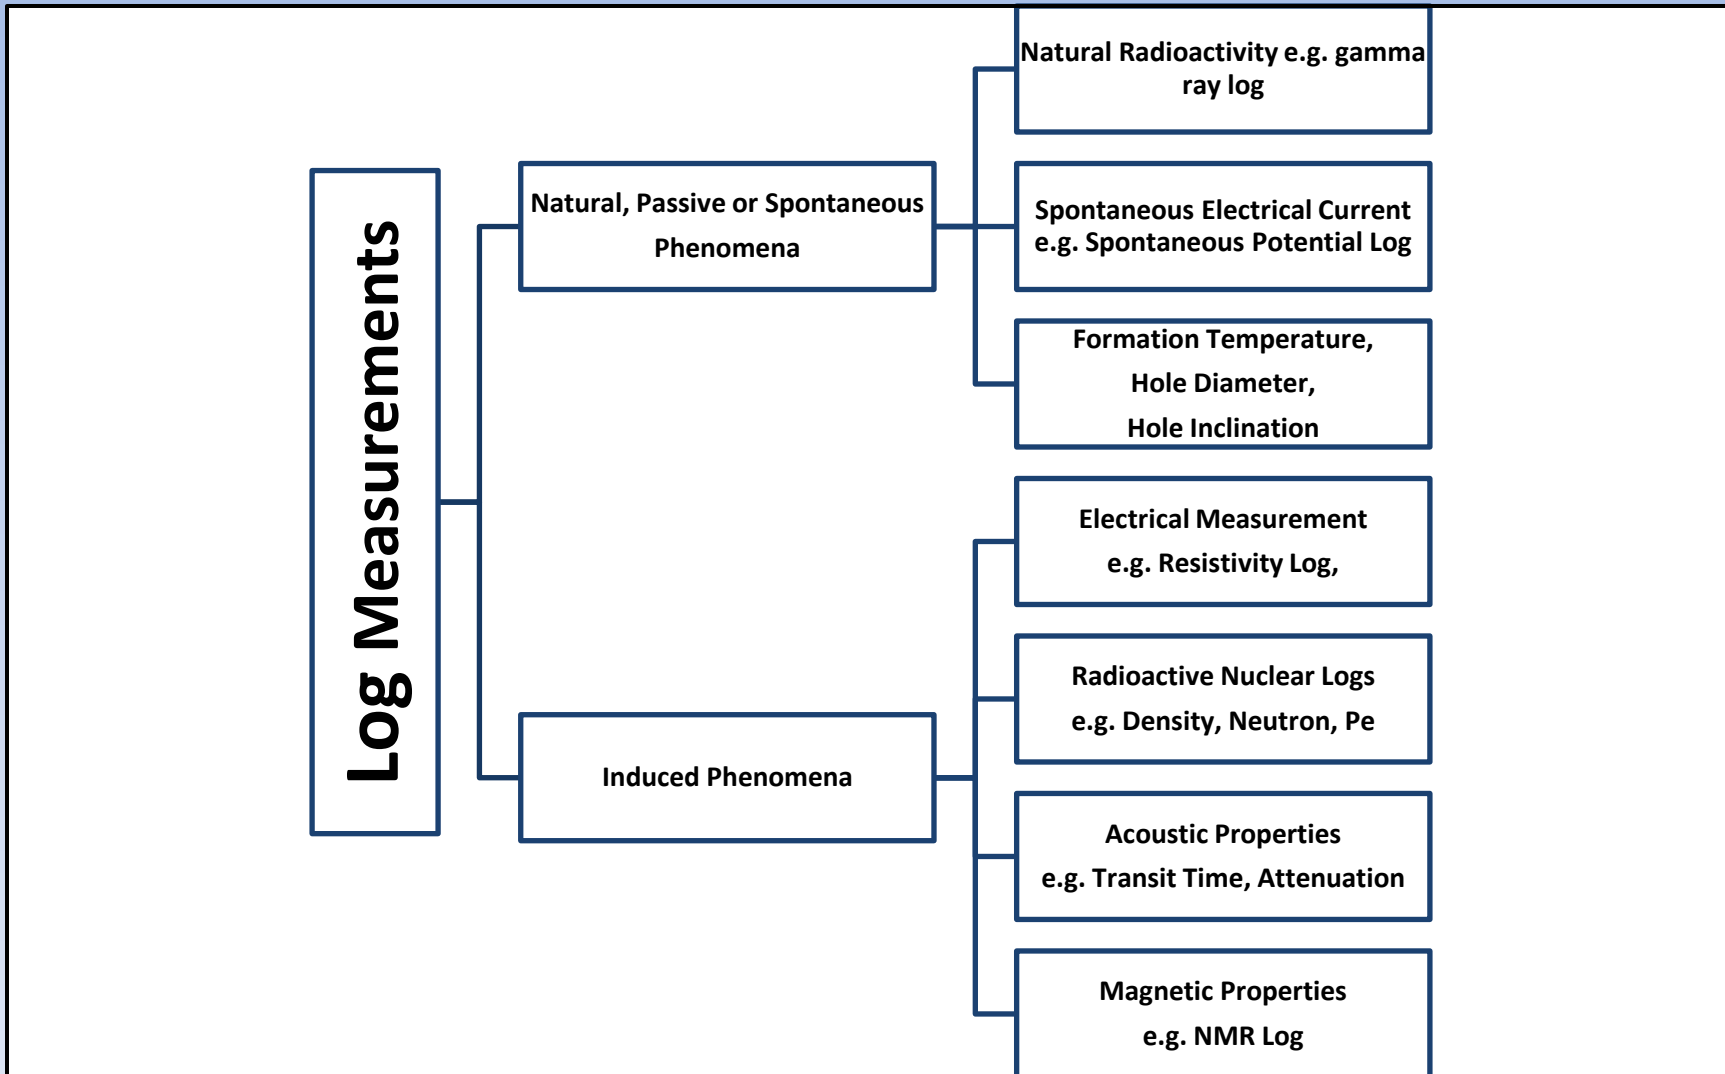 Log Measurements
Natural, Passive or Spontaneous
Phenomena
Natural Radioactivity e.g. gamma
ray log
Spontaneous Electrical Current
e.g. Spontaneous Potential Log
Formation Temperature,
Hole Diameter,
Hole Inclination
Induced Phenomena
Electrical Measurement
e.g. Resistivity Log,
Radioactive Nuclear Logs
e.g. Density, Neutron, Pe
Acoustic Properties
e.g. Transit Time, Attenuation
Magnetic Properties
e.g. NMR Log